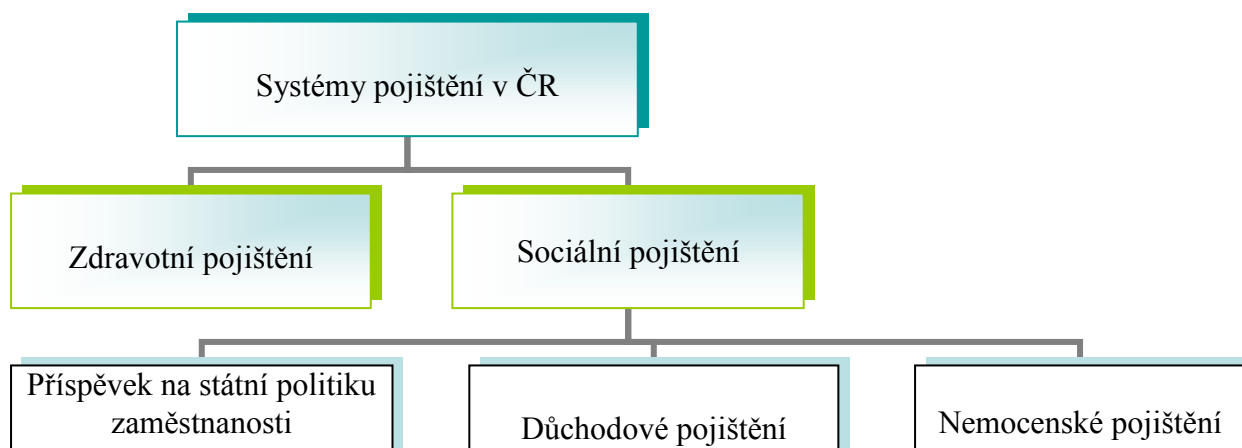 Systémy pojištění v ČR
Zdravotní pojištění
Sociální pojištění
Příspěvek na státní politiku
zaměstnanosti
Důchodové pojištění
Nemocenské pojištění